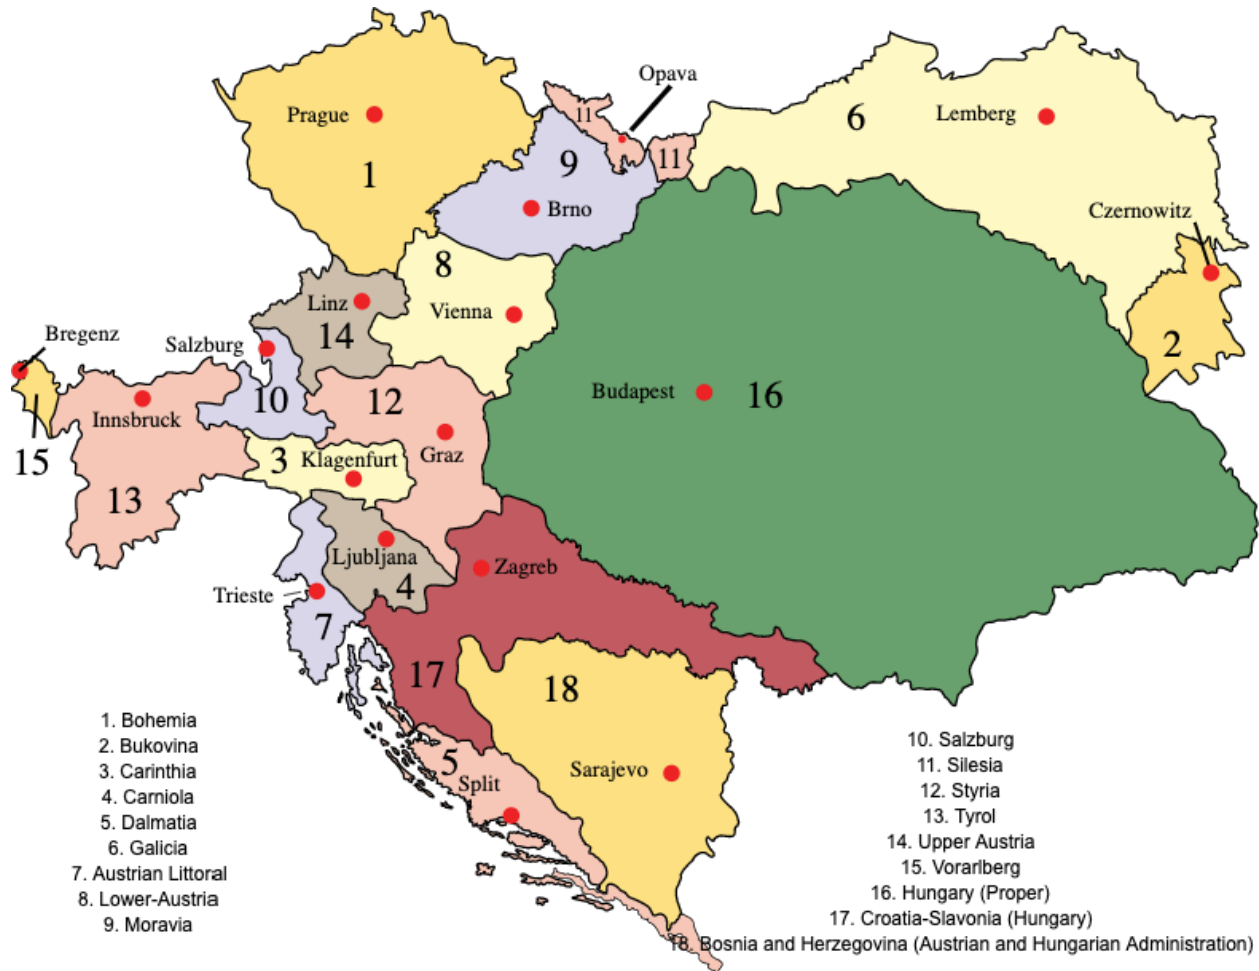 Opava
Prague
11
6
Lemberg
9
11
1
Brno
Czernowitz
8
Linz
Vienna
14
Bregenz
Salzburg
2
10
12
Budapest
16
Innsbruck
15
3
Klagenfurt
Graz
13
Ljubljana
Zagreb
4
Trieste
7
17
18
5
Split
Sarajevo
1. Bohemia
2. Bukovina
3. Carinthia
4. Carniola
5. Dalmatia
6. Galicia
7. Austrian Littoral
8. Lower-Austria
9. Moravia
10. Salzburg
11. Silesia
12. Styria
13. Tyrol
14. Upper Austria
15. Vorarlberg
16. Hungary (Proper)
17. Croatia-Slavonia (Hungary)
18. Bosnia and Herzegovina (Austrian and Hungarian Administration)